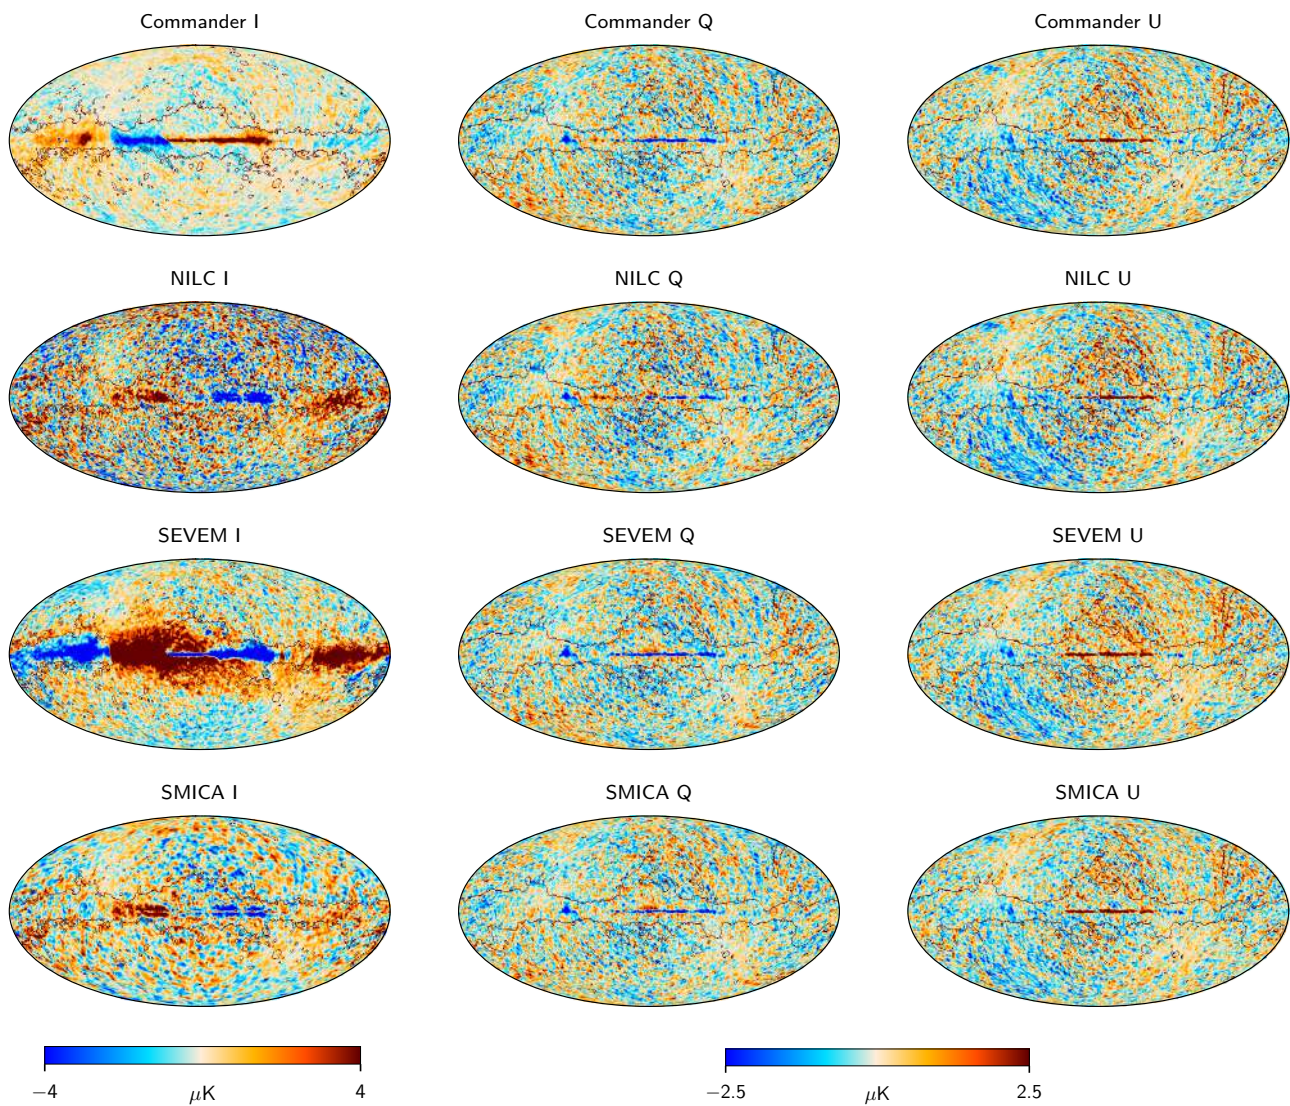 Commander I
Commander Q
Commander U
NILC I
NILC Q
NILC U
SEVEM I
SEVEM Q
SEVEM U
SMICA I
SMICA Q
SMICA U
−4 μK 4
−2.5 μK 2.5